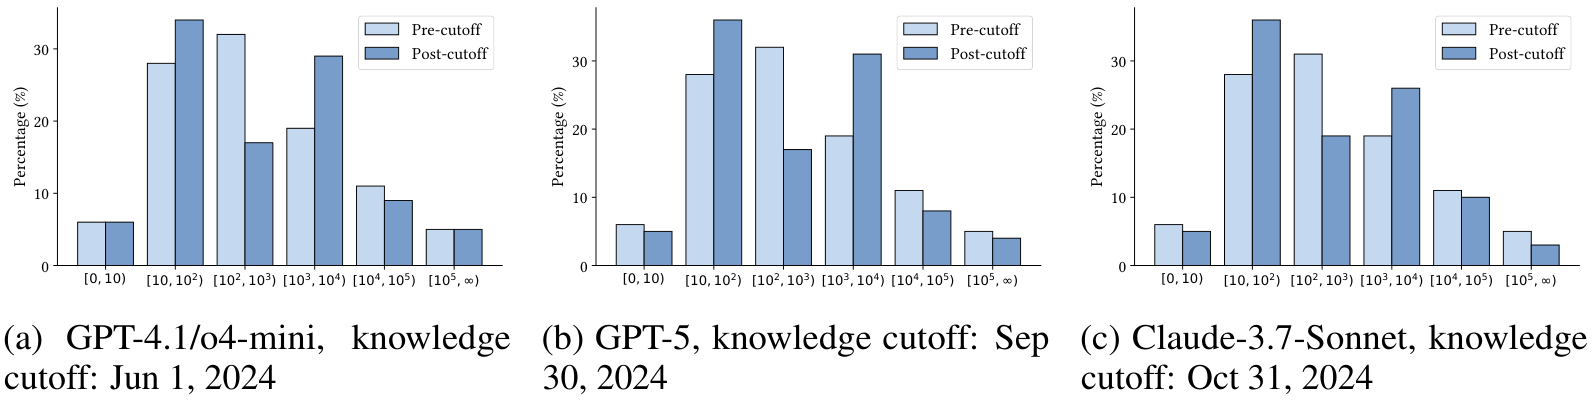 Percentage (%)
30
20
10
0
Pre-cutoff
Post-cutoff
[0, 10) [10, 10²) [10², 10³) [10³, 10⁴) [10⁴, 10⁵) [10⁵, ∞)
(a) GPT-4.1/o4-mini, knowledge
cutoff: Jun 1, 2024
Percentage (%)
30
20
10
0
Pre-cutoff
Post-cutoff
[0, 10) [10, 10²) [10², 10³) [10³, 10⁴) [10⁴, 10⁵) [10⁵, ∞)
(b) GPT-5, knowledge cutoff: Sep
30, 2024
Percentage (%)
30
20
10
0
Pre-cutoff
Post-cutoff
[0, 10) [10, 10²) [10², 10³) [10³, 10⁴) [10⁴, 10⁵) [10⁵, ∞)
(c) Claude-3.7-Sonnet, knowledge
cutoff: Oct 31, 2024